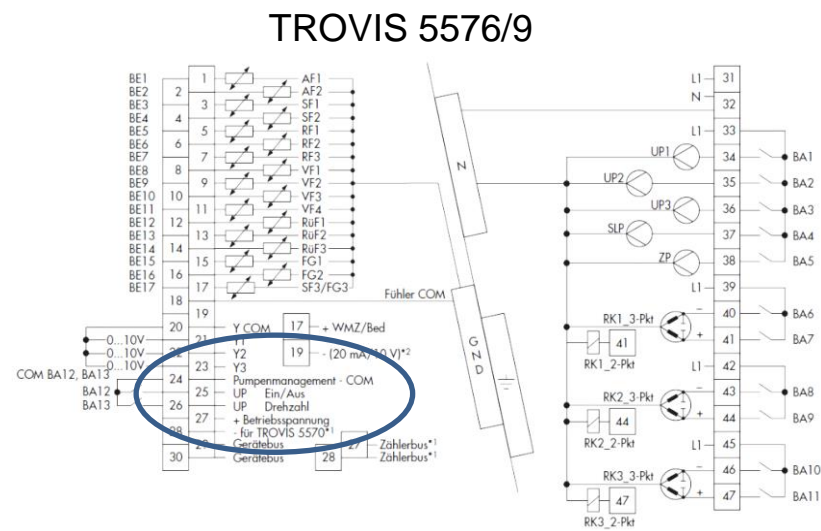 TROVIS 5576/9
BE1 1 AF1
BE2 2 AF2
BE3 3 SF1
BE4 4 SF2
BE5 5 RF1
BE6 6 RF2
BE7 7 RF3
BE8 8 VF1
BE9 9 VF2
BE10 10 VF3
BE11 11 VF4
BE12 12 RüF1
BE13 13 RüF2
BE14 14 RüF3
BE15 15 FG1
BE16 16 FG2
BE17 17 SF3/FG3
18 Fühler COM
19
20 Y COM 17 + WMZ/Bed
0...10V 21 Y1
0...10V 22 Y2 19 - (20 mA/10 V)*2
0...10V 23 Y3
COM BA12, BA13 24 Pumpenmanagement - COM
BA12 25 UP Ein/Aus
BA13 26 UP Drehzahl
27 + Betriebsspannung
28 - für TROVIS 5570*1
29 Gerätebus 27 Zählerbus*1
30 Gerätebus 28 Zählerbus*1
N
GND
L1 31
N 32
L1 33
UP1 34 BA1
UP2 35 BA2
UP3 36 BA3
SLP 37 BA4
ZP 38 BA5
L1 39
RK1_3-Pkt − 40 BA6
41 + 41 BA7
RK1_2-Pkt
L1 42
RK2_3-Pkt − 43 BA8
44 + 44 BA9
RK2_2-Pkt
L1 45
RK3_3-Pkt − 46 BA10
47 + 47 BA11
RK3_2-Pkt